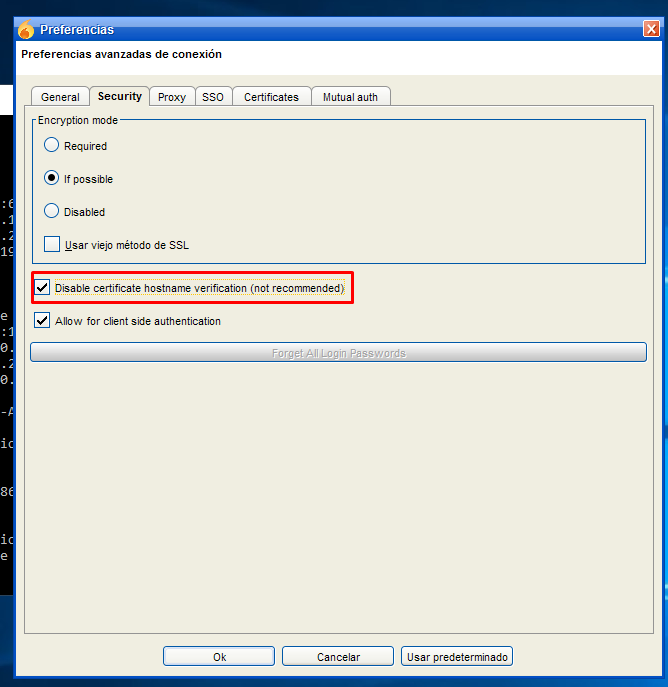 Preferencias
Preferencias avanzadas de conexión
General Security Proxy SSO Certificates Mutual auth
Encryption mode
Required
If possible
Disabled
Usar viejo método de SSL
Disable certificate hostname verification (not recommended)
Allow for client side authentication
Forget All Login Passwords
Ok Cancelar Usar predeterminado